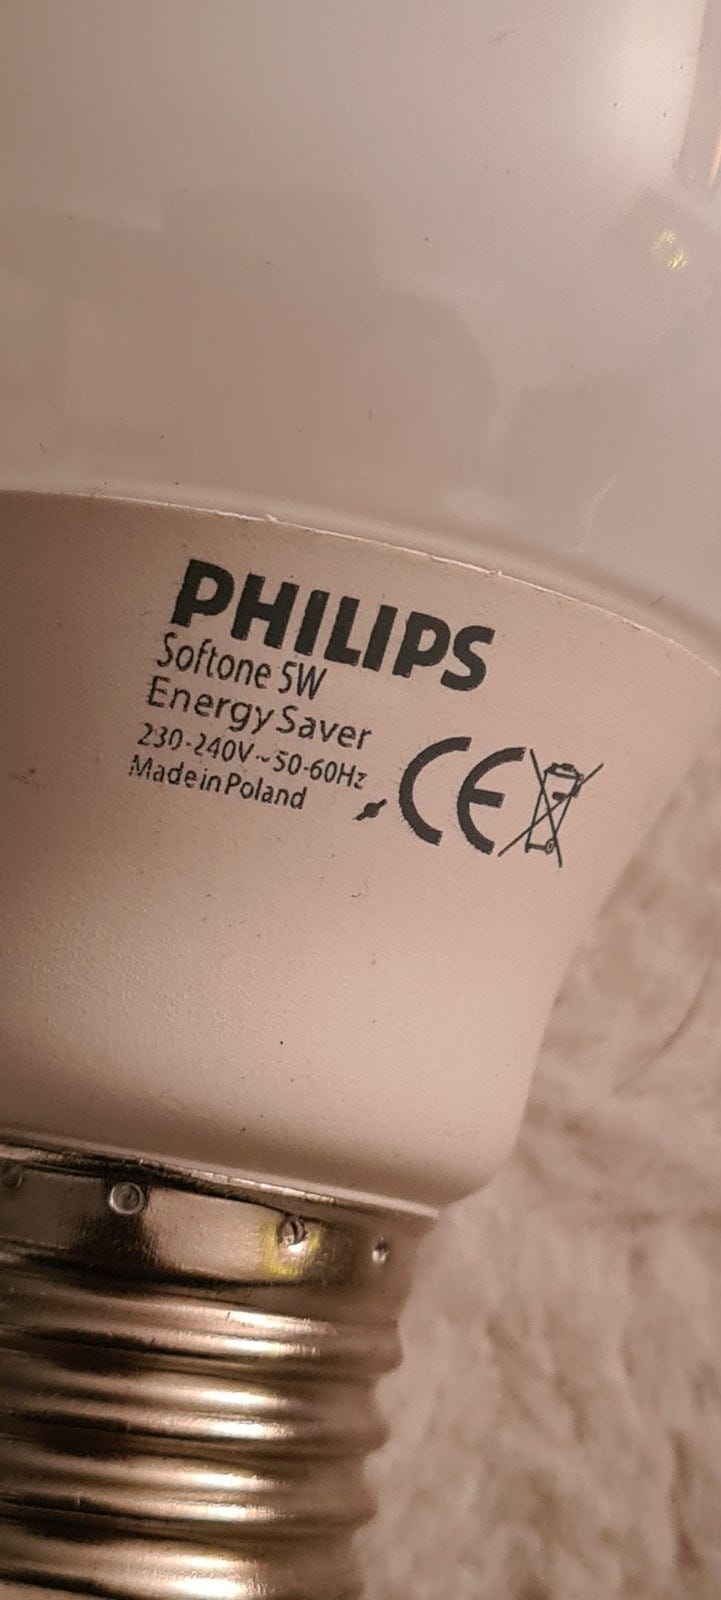 PHILIPS
Softone 5W
Energy Saver
230-240V~50-60Hz
Made in Poland
CE